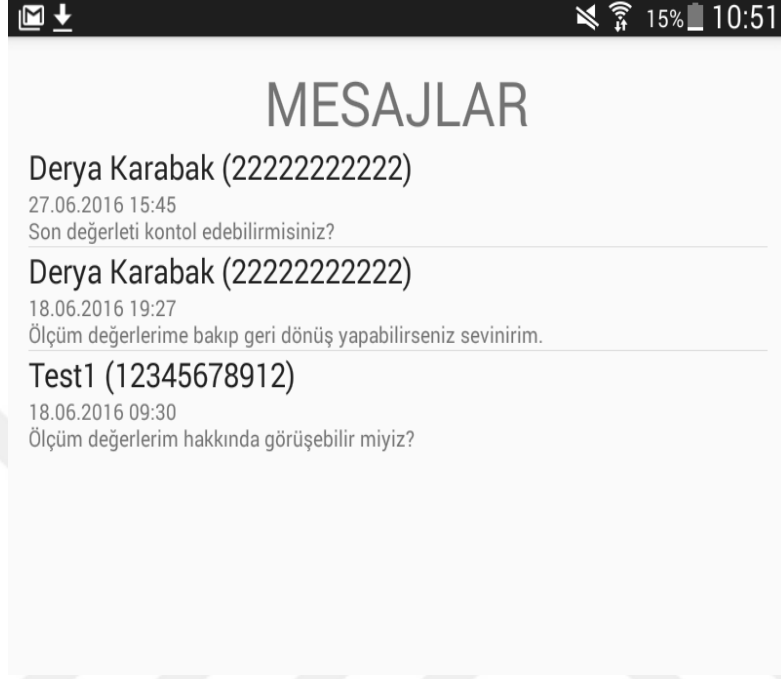 15% 10:51
MESAJLAR
Derya Karabak (22222222222)
27.06.2016 15:45
Son değerleti kontol edebilirmisiniz?
Derya Karabak (22222222222)
18.06.2016 19:27
Ölçüm değerlerime bakıp geri dönüş yapabilirseniz sevinirim.
Test1 (12345678912)
18.06.2016 09:30
Ölçüm değerlerim hakkında görüşebilir miyiz?